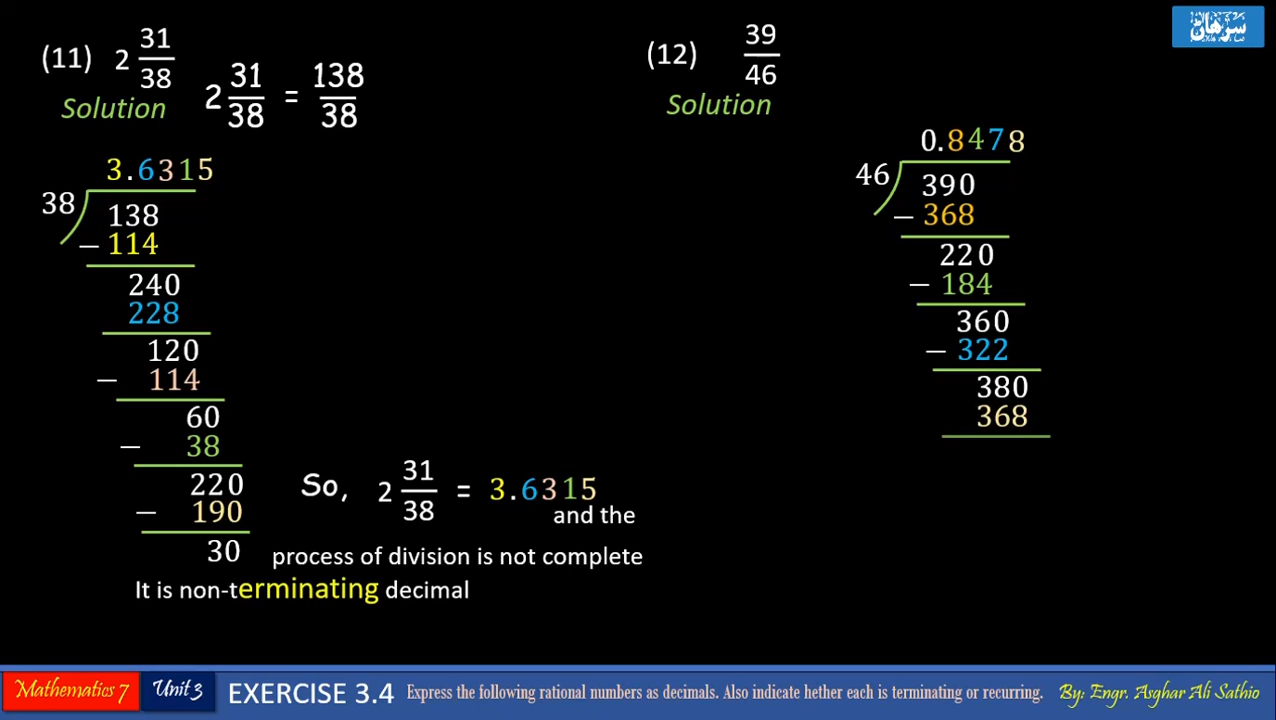 سرهاڻ
(11) 2 31/38
Solution
2 31/38 = 138/38
3.6315
38
138
– 114
240
228
120
– 114
60
– 38
220
– 190
30
So, 2 31/38 = 3.6315
and the
process of division is not complete
It is non-terminating decimal
(12) 39/46
Solution
0.8478
46
390
– 368
220
– 184
360
– 322
380
368
Mathematics 7
Unit 3
EXERCISE 3.4
Express the following rational numbers as decimals. Also indicate hether each is terminating or recurring.
By: Engr. Asghar Ali Sathio